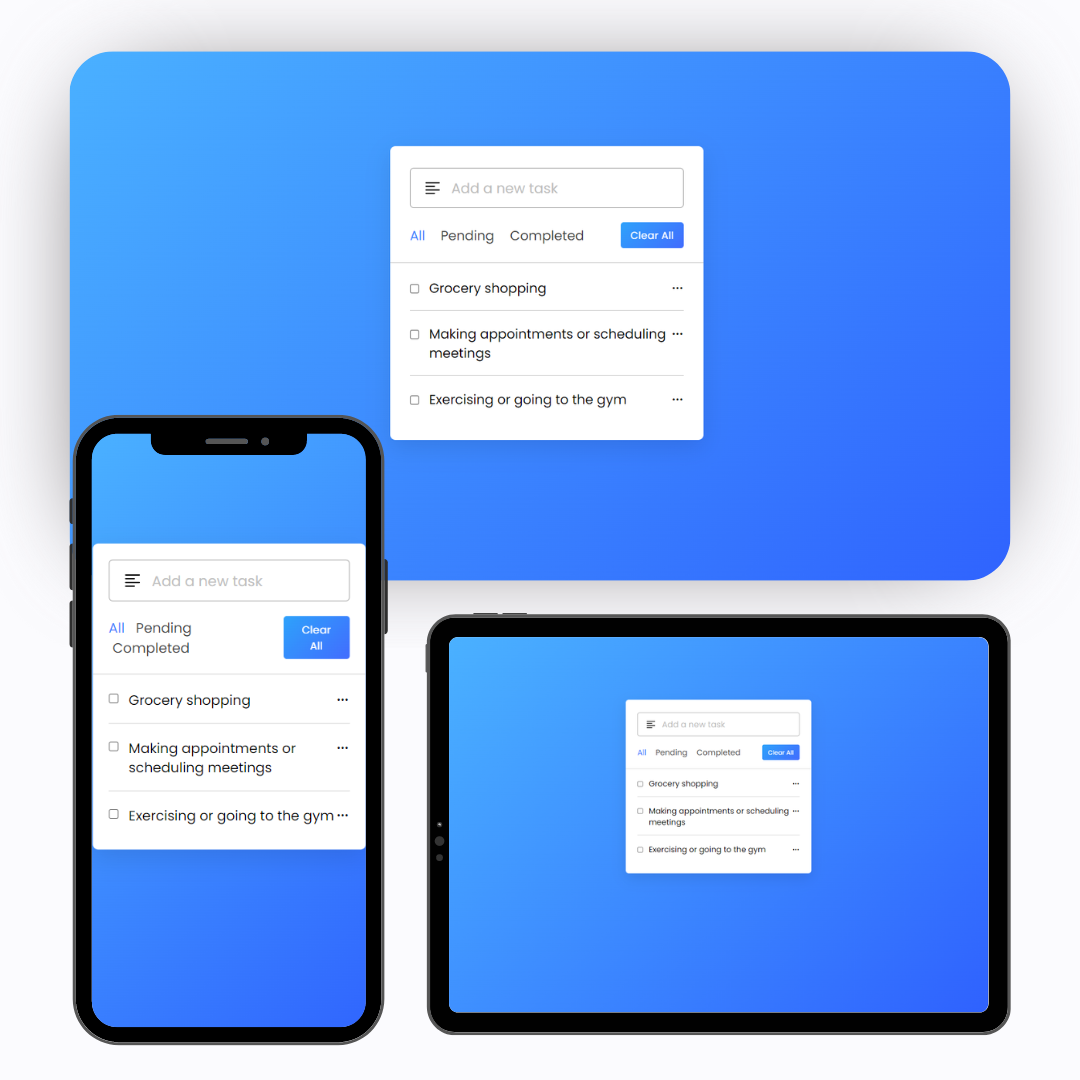 Add a new task
All Pending Completed Clear All
Grocery shopping ...
Making appointments or scheduling ...
meetings
Exercising or going to the gym ...
Add a new task
All Pending
Completed
Clear
All
Grocery shopping ...
Making appointments or ...
scheduling meetings
Exercising or going to the gym ...
Add a new task
All Pending Completed Clear All
Grocery shopping ...
Making appointments or scheduling ...
meetings
Exercising or going to the gym ...